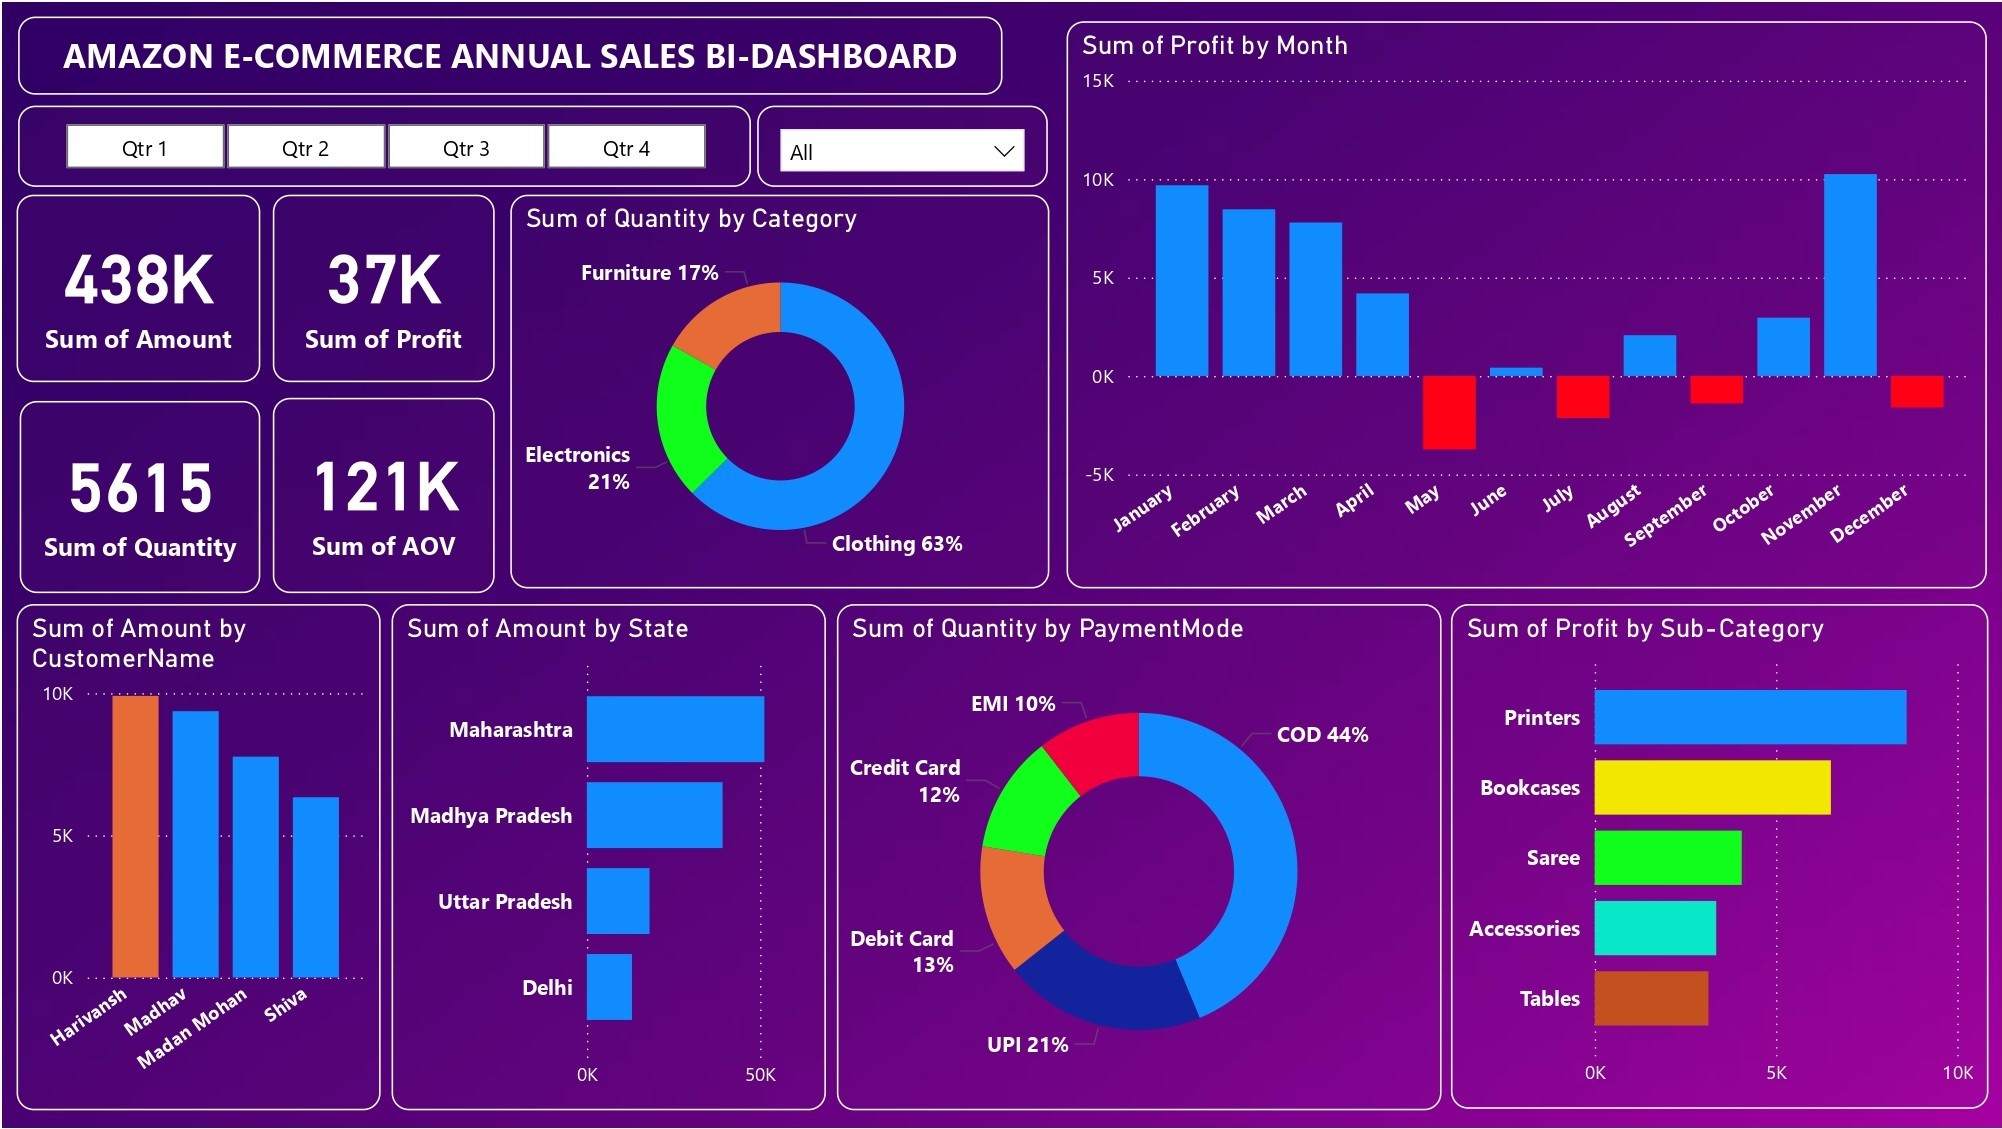 AMAZON E-COMMERCE ANNUAL SALES BI-DASHBOARD
Qtr 1
Qtr 2
Qtr 3
Qtr 4
All
438K
Sum of Amount
37K
Sum of Profit
5615
Sum of Quantity
121K
Sum of AOV
Sum of Quantity by Category
Furniture 17%
Electronics
21%
Clothing 63%
Sum of Profit by Month
15K
10K
5K
0K
-5K
January
February
March
April
May
June
July
August
September
October
November
December
Sum of Amount by
CustomerName
10K
5K
0K
Harivansh
Madhav
Madan Mohan
Shiva
Sum of Amount by State
Maharashtra
Madhya Pradesh
Uttar Pradesh
Delhi
0K
50K
Sum of Quantity by PaymentMode
EMI 10%
COD 44%
Credit Card
12%
Debit Card
13%
UPI 21%
Sum of Profit by Sub-Category
Printers
Bookcases
Saree
Accessories
Tables
0K
5K
10K